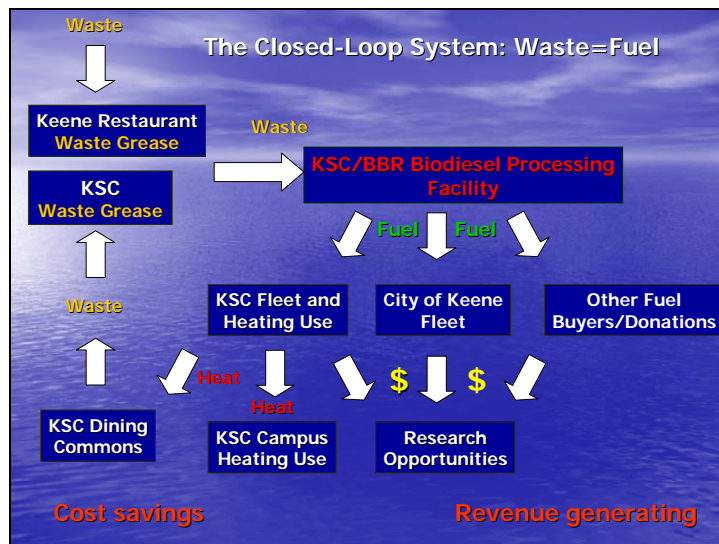 Waste
The Closed-Loop System: Waste=Fuel
Keene Restaurant
Waste Grease
Waste
KSC/BBR Biodiesel Processing
Facility
KSC
Waste Grease
Fuel
Fuel
Waste
KSC Fleet and
Heating Use
City of Keene
Fleet
Other Fuel
Buyers/Donations
Heat
$
$
Heat
KSC Dining
Commons
KSC Campus
Heating Use
Research
Opportunities
Cost savings
Revenue generating